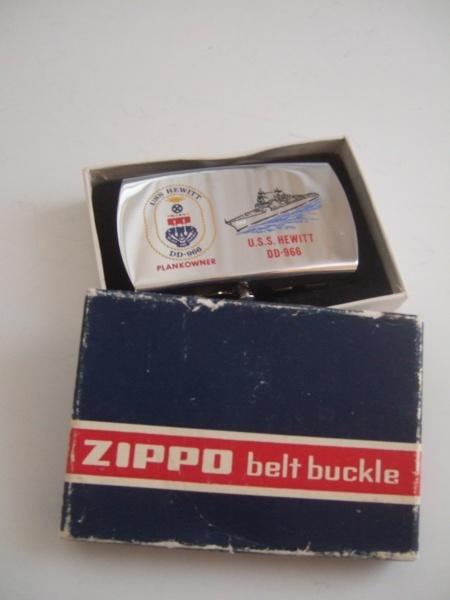 USS HEWITT
DD-966
PLANKOWNER
U.S.S. HEWITT
DD-966
ZIPPO belt buckle